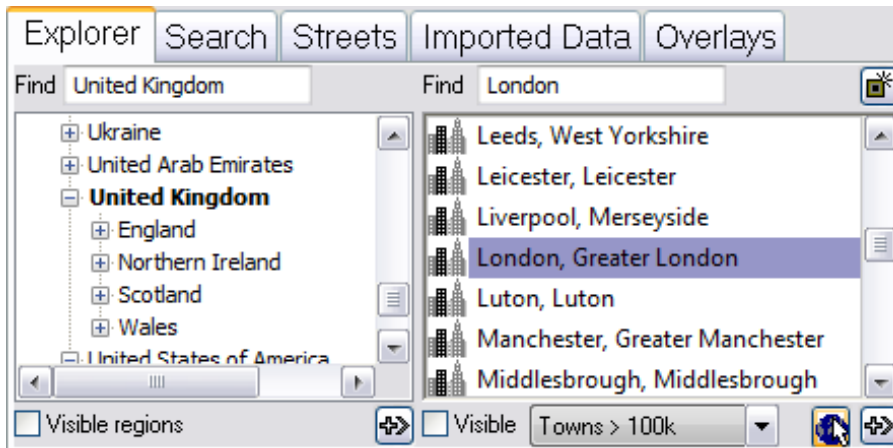 Explorer Search Streets Imported Data Overlays
Find United Kingdom
Ukraine
United Arab Emirates
United Kingdom
England
Northern Ireland
Scotland
Wales
United States of America
Visible regions
Find London
Leeds, West Yorkshire
Leicester, Leicester
Liverpool, Merseyside
London, Greater London
Luton, Luton
Manchester, Greater Manchester
Middlesbrough, Middlesbrough
Visible Towns > 100k